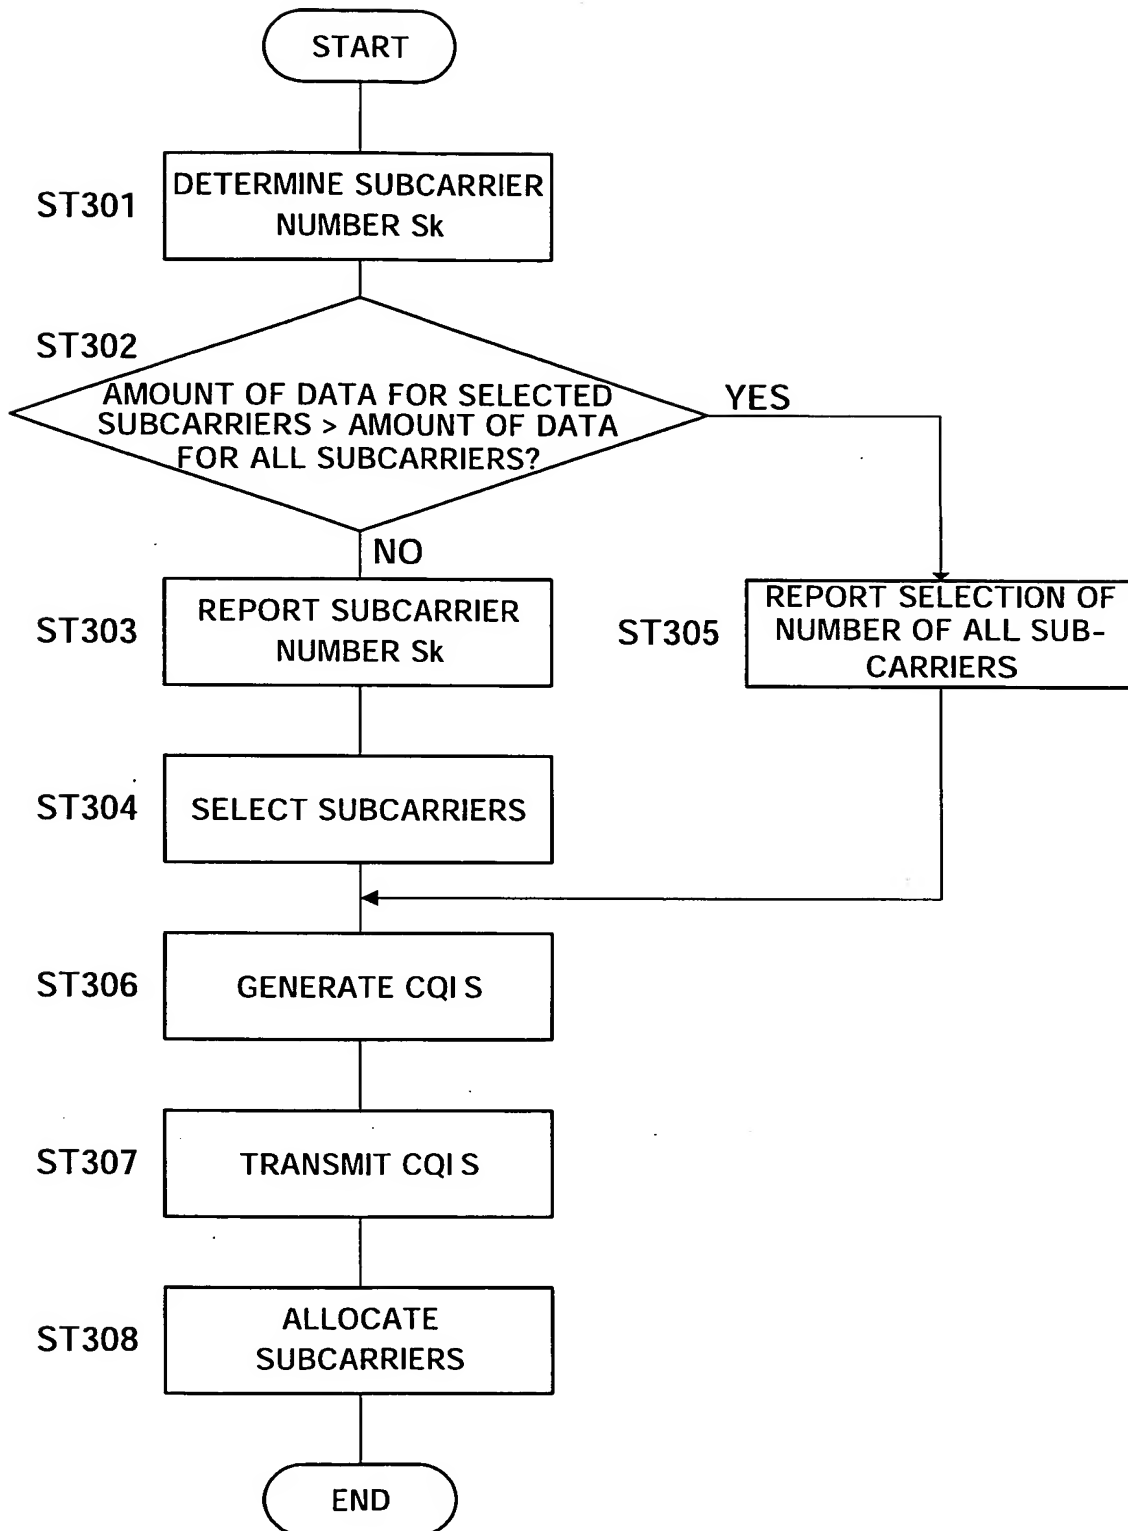 START
ST301
DETERMINE SUBCARRIER
NUMBER Sk
ST302
AMOUNT OF DATA FOR SELECTED
SUBCARRIERS > AMOUNT OF DATA
FOR ALL SUBCARRIERS?
YES
NO
ST303
REPORT SUBCARRIER
NUMBER Sk
ST305
REPORT SELECTION OF
NUMBER OF ALL SUB-
CARRIERS
ST304
SELECT SUBCARRIERS
ST306
GENERATE CQI S
ST307
TRANSMIT CQI S
ST308
ALLOCATE
SUBCARRIERS
END